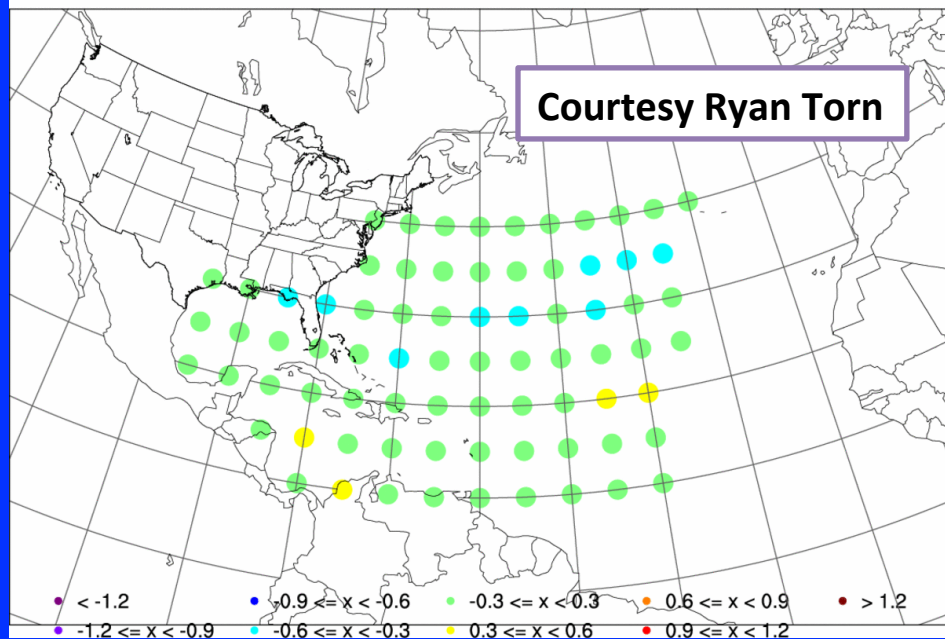 Courtesy Ryan Torn
< -1.2
-0.9 <= x < -0.6
-0.3 <= x < 0.3
0.6 <= x < 0.9
> 1.2
-1.2 <= x < -0.9
-0.6 <= x < -0.3
0.3 <= x < 0.6
0.9 <= x < 1.2